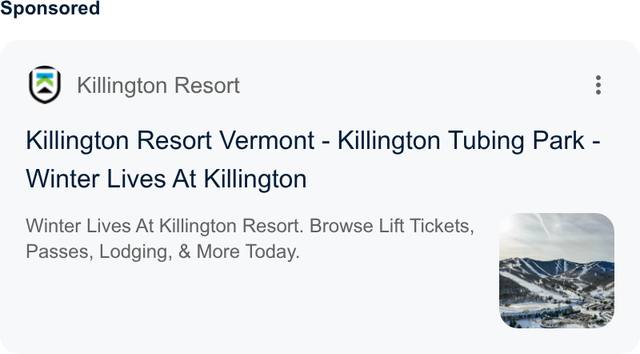 Sponsored
Killington Resort
Killington Resort Vermont - Killington Tubing Park -
Winter Lives At Killington
Winter Lives At Killington Resort. Browse Lift Tickets,
Passes, Lodging, & More Today.